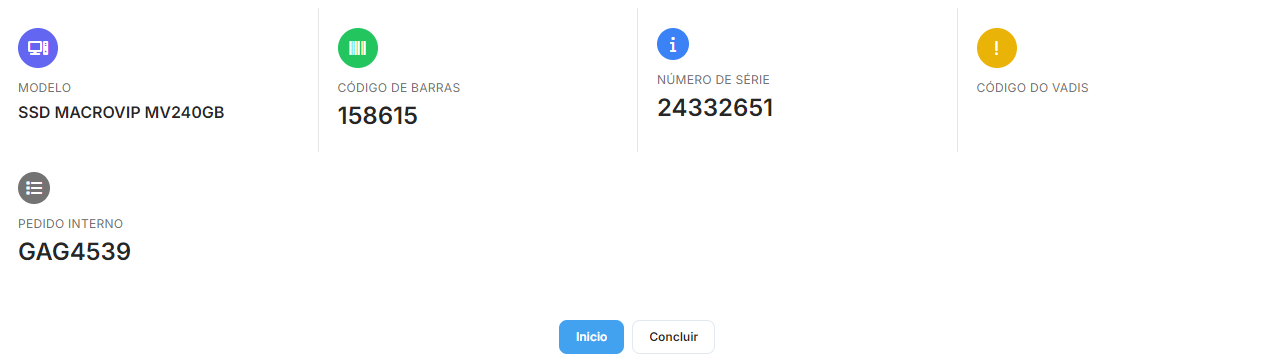 MODELO
SSD MACROVIP MV240GB
CÓDIGO DE BARRAS
158615
NÚMERO DE SÉRIE
24332651
CÓDIGO DO VADIS
PEDIDO INTERNO
GAG4539
Inicio
Concluir